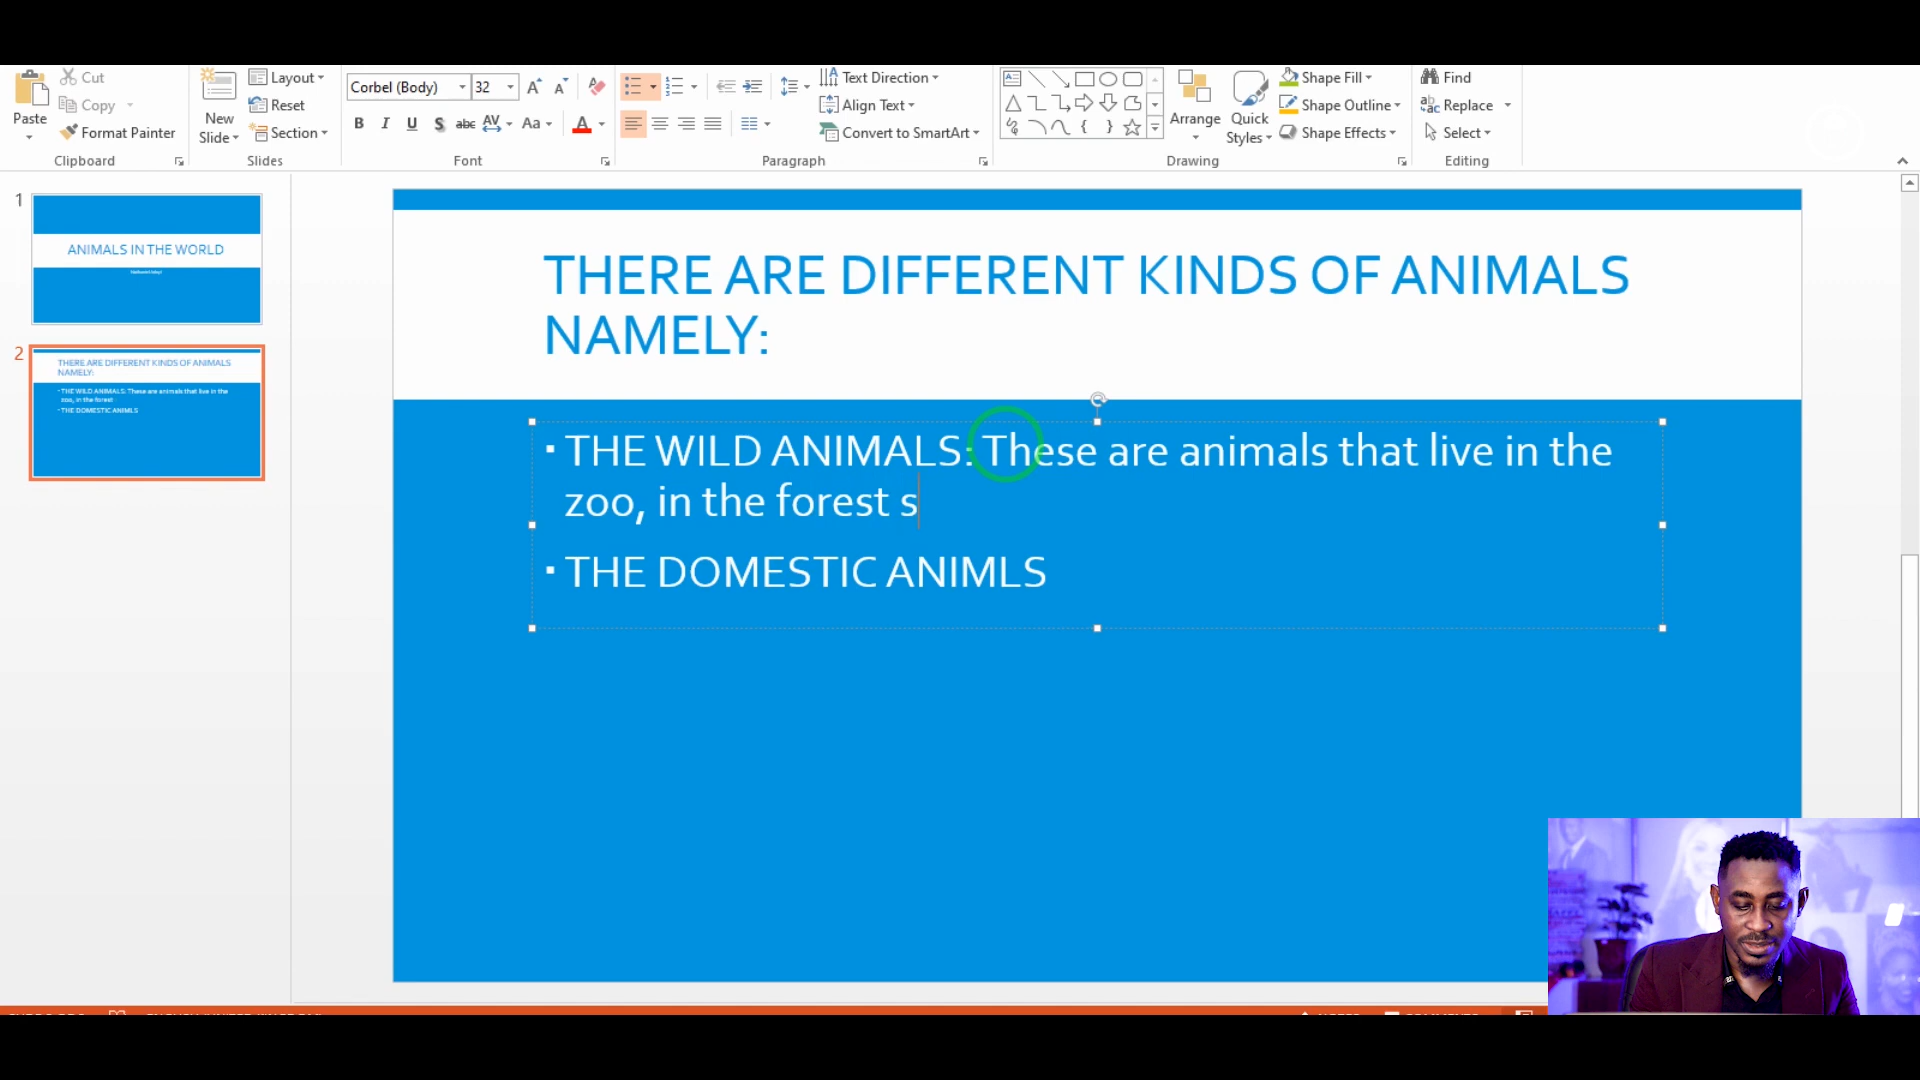 Cut
Copy
Format Painter
Paste
Clipboard
New
Slide
Layout
Reset
Section
Slides
Corbel (Body) 32
B I U S abc AV Aa A
Font
Paragraph
Text Direction
Align Text
Convert to SmartArt
Arrange
Quick
Styles
Shape Fill
Shape Outline
Shape Effects
Drawing
Find
Replace
Select
Editing
1
ANIMALS IN THE WORLD
2
THERE ARE DIFFERENT KINDS OF ANIMALS
NAMELY:
THE WILD ANIMALS: These are animals that live in the
zoo, in the forest
THE DOMESTIC ANIMLS
THERE ARE DIFFERENT KINDS OF ANIMALS
NAMELY:
▪ THE WILD ANIMALS: These are animals that live in the
zoo, in the forest s
▪ THE DOMESTIC ANIMLS